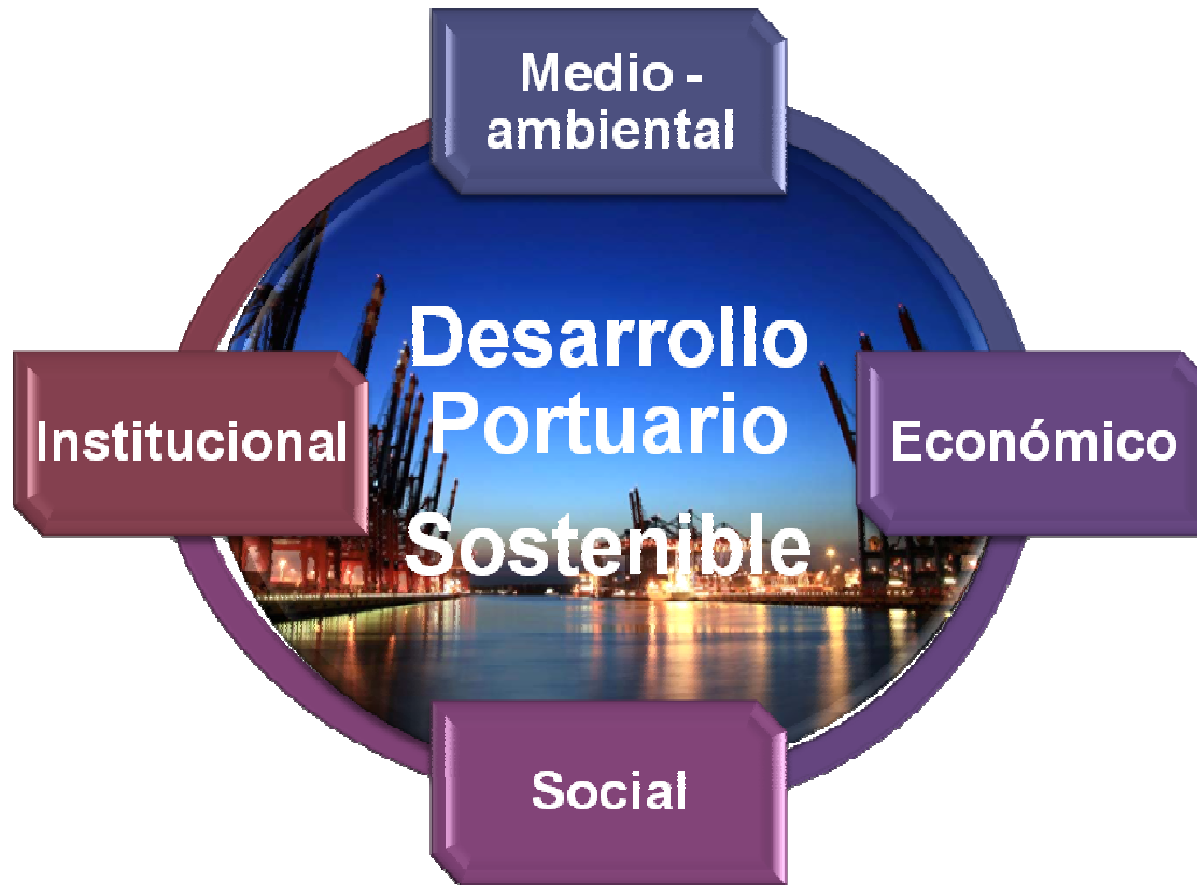 Medio -
ambiental
Desarrollo
Portuario
Sostenible
Institucional
Económico
Social